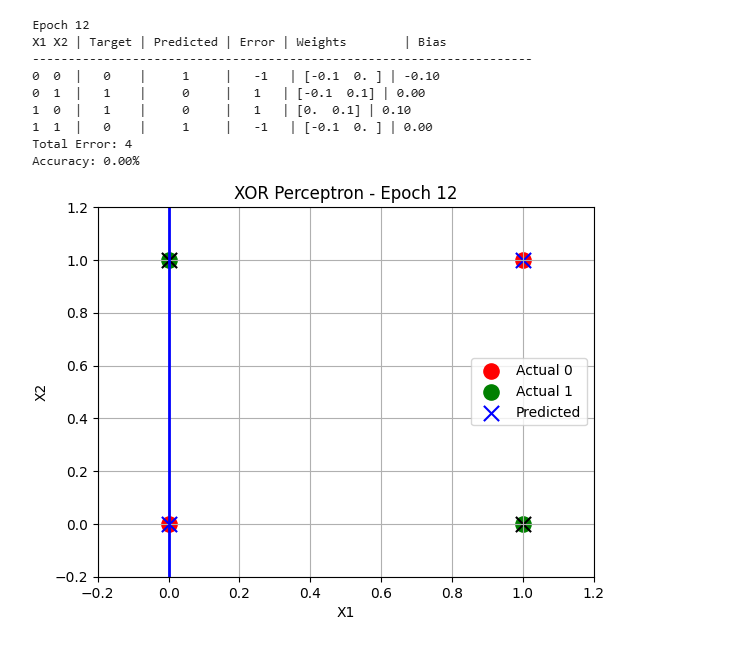 Epoch 12
X1 X2 | Target | Predicted | Error | Weights        | Bias
------------------------------------------------------------------
0  0  |   0    |     1     |   -1   | [-0.1  0. ] | -0.10
0  1  |   1    |     0     |   1   | [-0.1  0.1] | 0.00
1  0  |   1    |     0     |   1   | [0.  0.1] | 0.10
1  1  |   0    |     1     |   -1   | [-0.1  0. ] | 0.00
Total Error: 4
Accuracy: 0.00%
XOR Perceptron - Epoch 12
1.2
1.0
0.8
0.6
0.4
0.2
0.0
−0.2
X2
Actual 0
Actual 1
Predicted
−0.2 0.0 0.2 0.4 0.6 0.8 1.0 1.2
X1